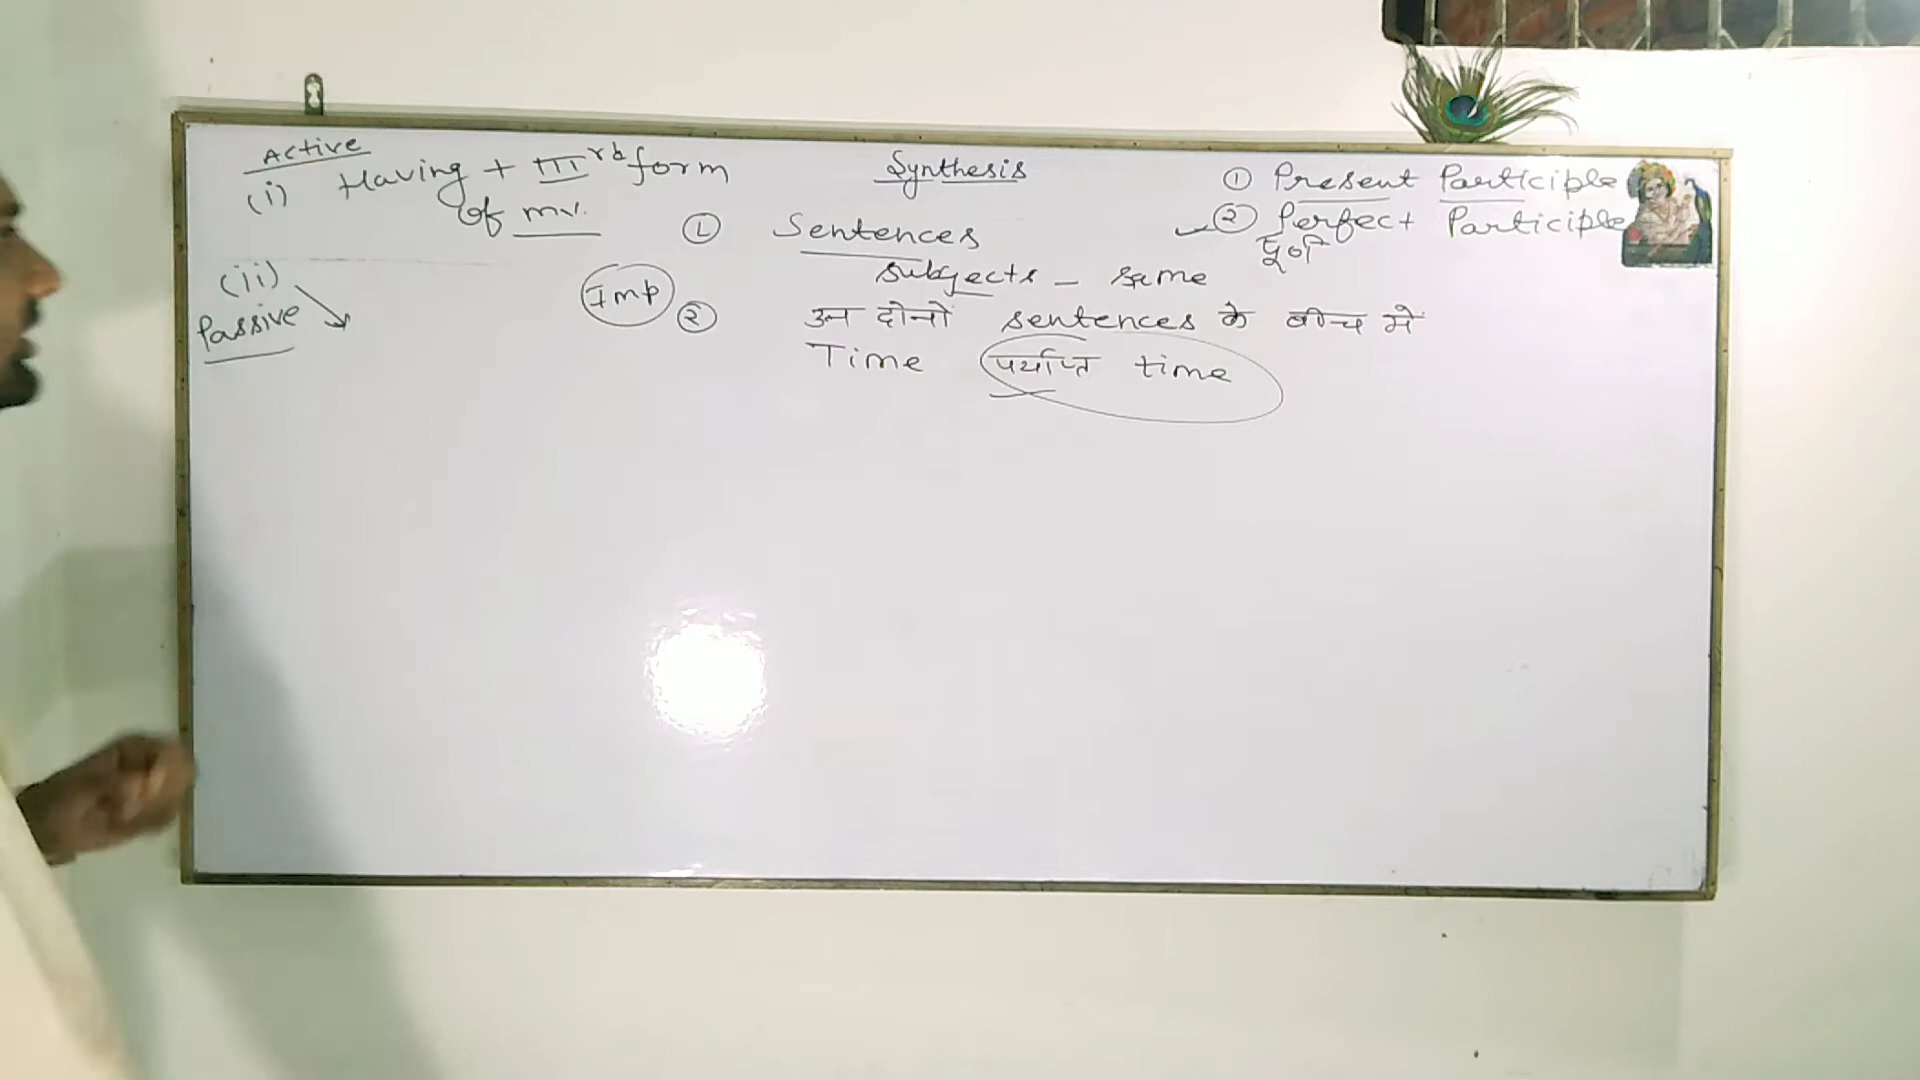 Active
(i) Having + IIIrd form
of m.v.
(ii)
Passive
Synthesis
① Sentences
subjects - same
Imp
② उन दोनों sentences के बीच में
Time पर्याप्त time
① Present Participle
② Perfect Participle
पूर्ण